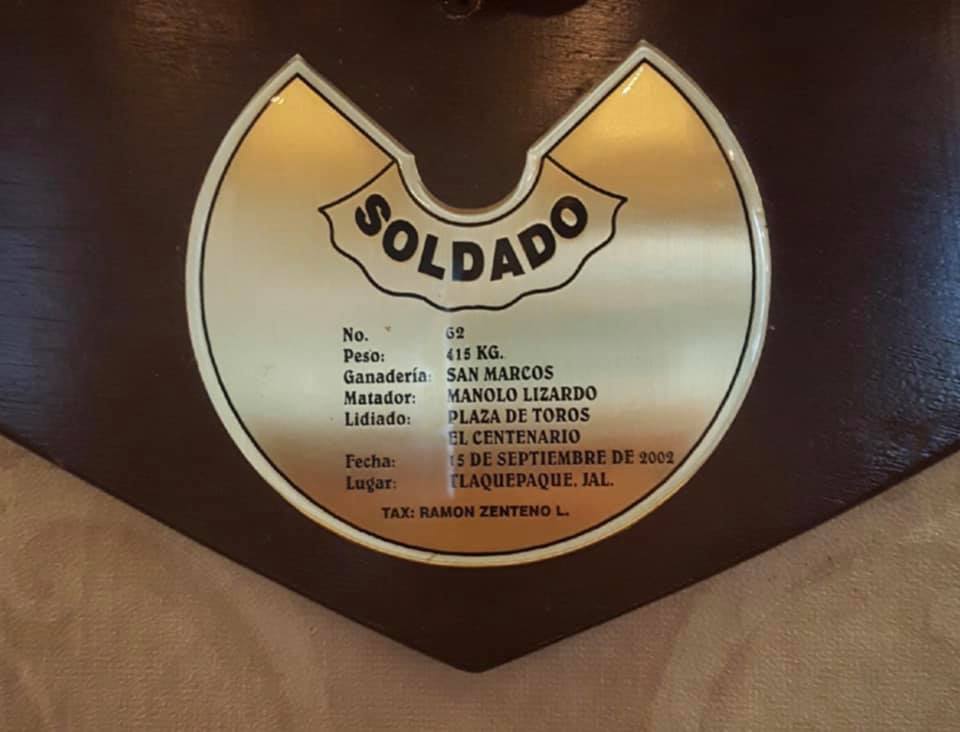 SOLDADO
No. 62
Peso: 415 KG.
Ganadería: SAN MARCOS
Matador: MANOLO LIZARDO
Lidiado: PLAZA DE TOROS
EL CENTENARIO
Fecha: 15 DE SEPTIEMBRE DE 2002
Lugar: TLAQUEPAQUE. JAL.
TAX: RAMON ZENTENO L.